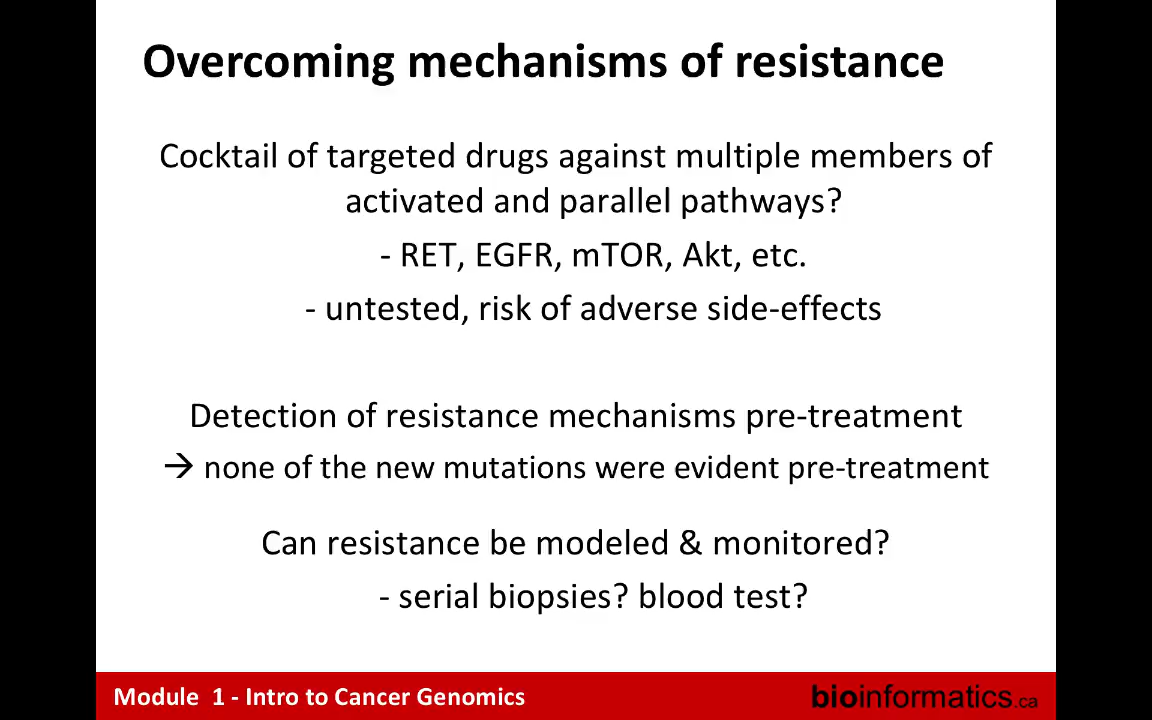 Overcoming mechanisms of resistance
Cocktail of targeted drugs against multiple members of
activated and parallel pathways?
- RET, EGFR, mTOR, Akt, etc.
- untested, risk of adverse side-effects
Detection of resistance mechanisms pre-treatment
→ none of the new mutations were evident pre-treatment
Can resistance be modeled & monitored?
- serial biopsies? blood test?
Module 1 - Intro to Cancer Genomics
bioinformatics.ca